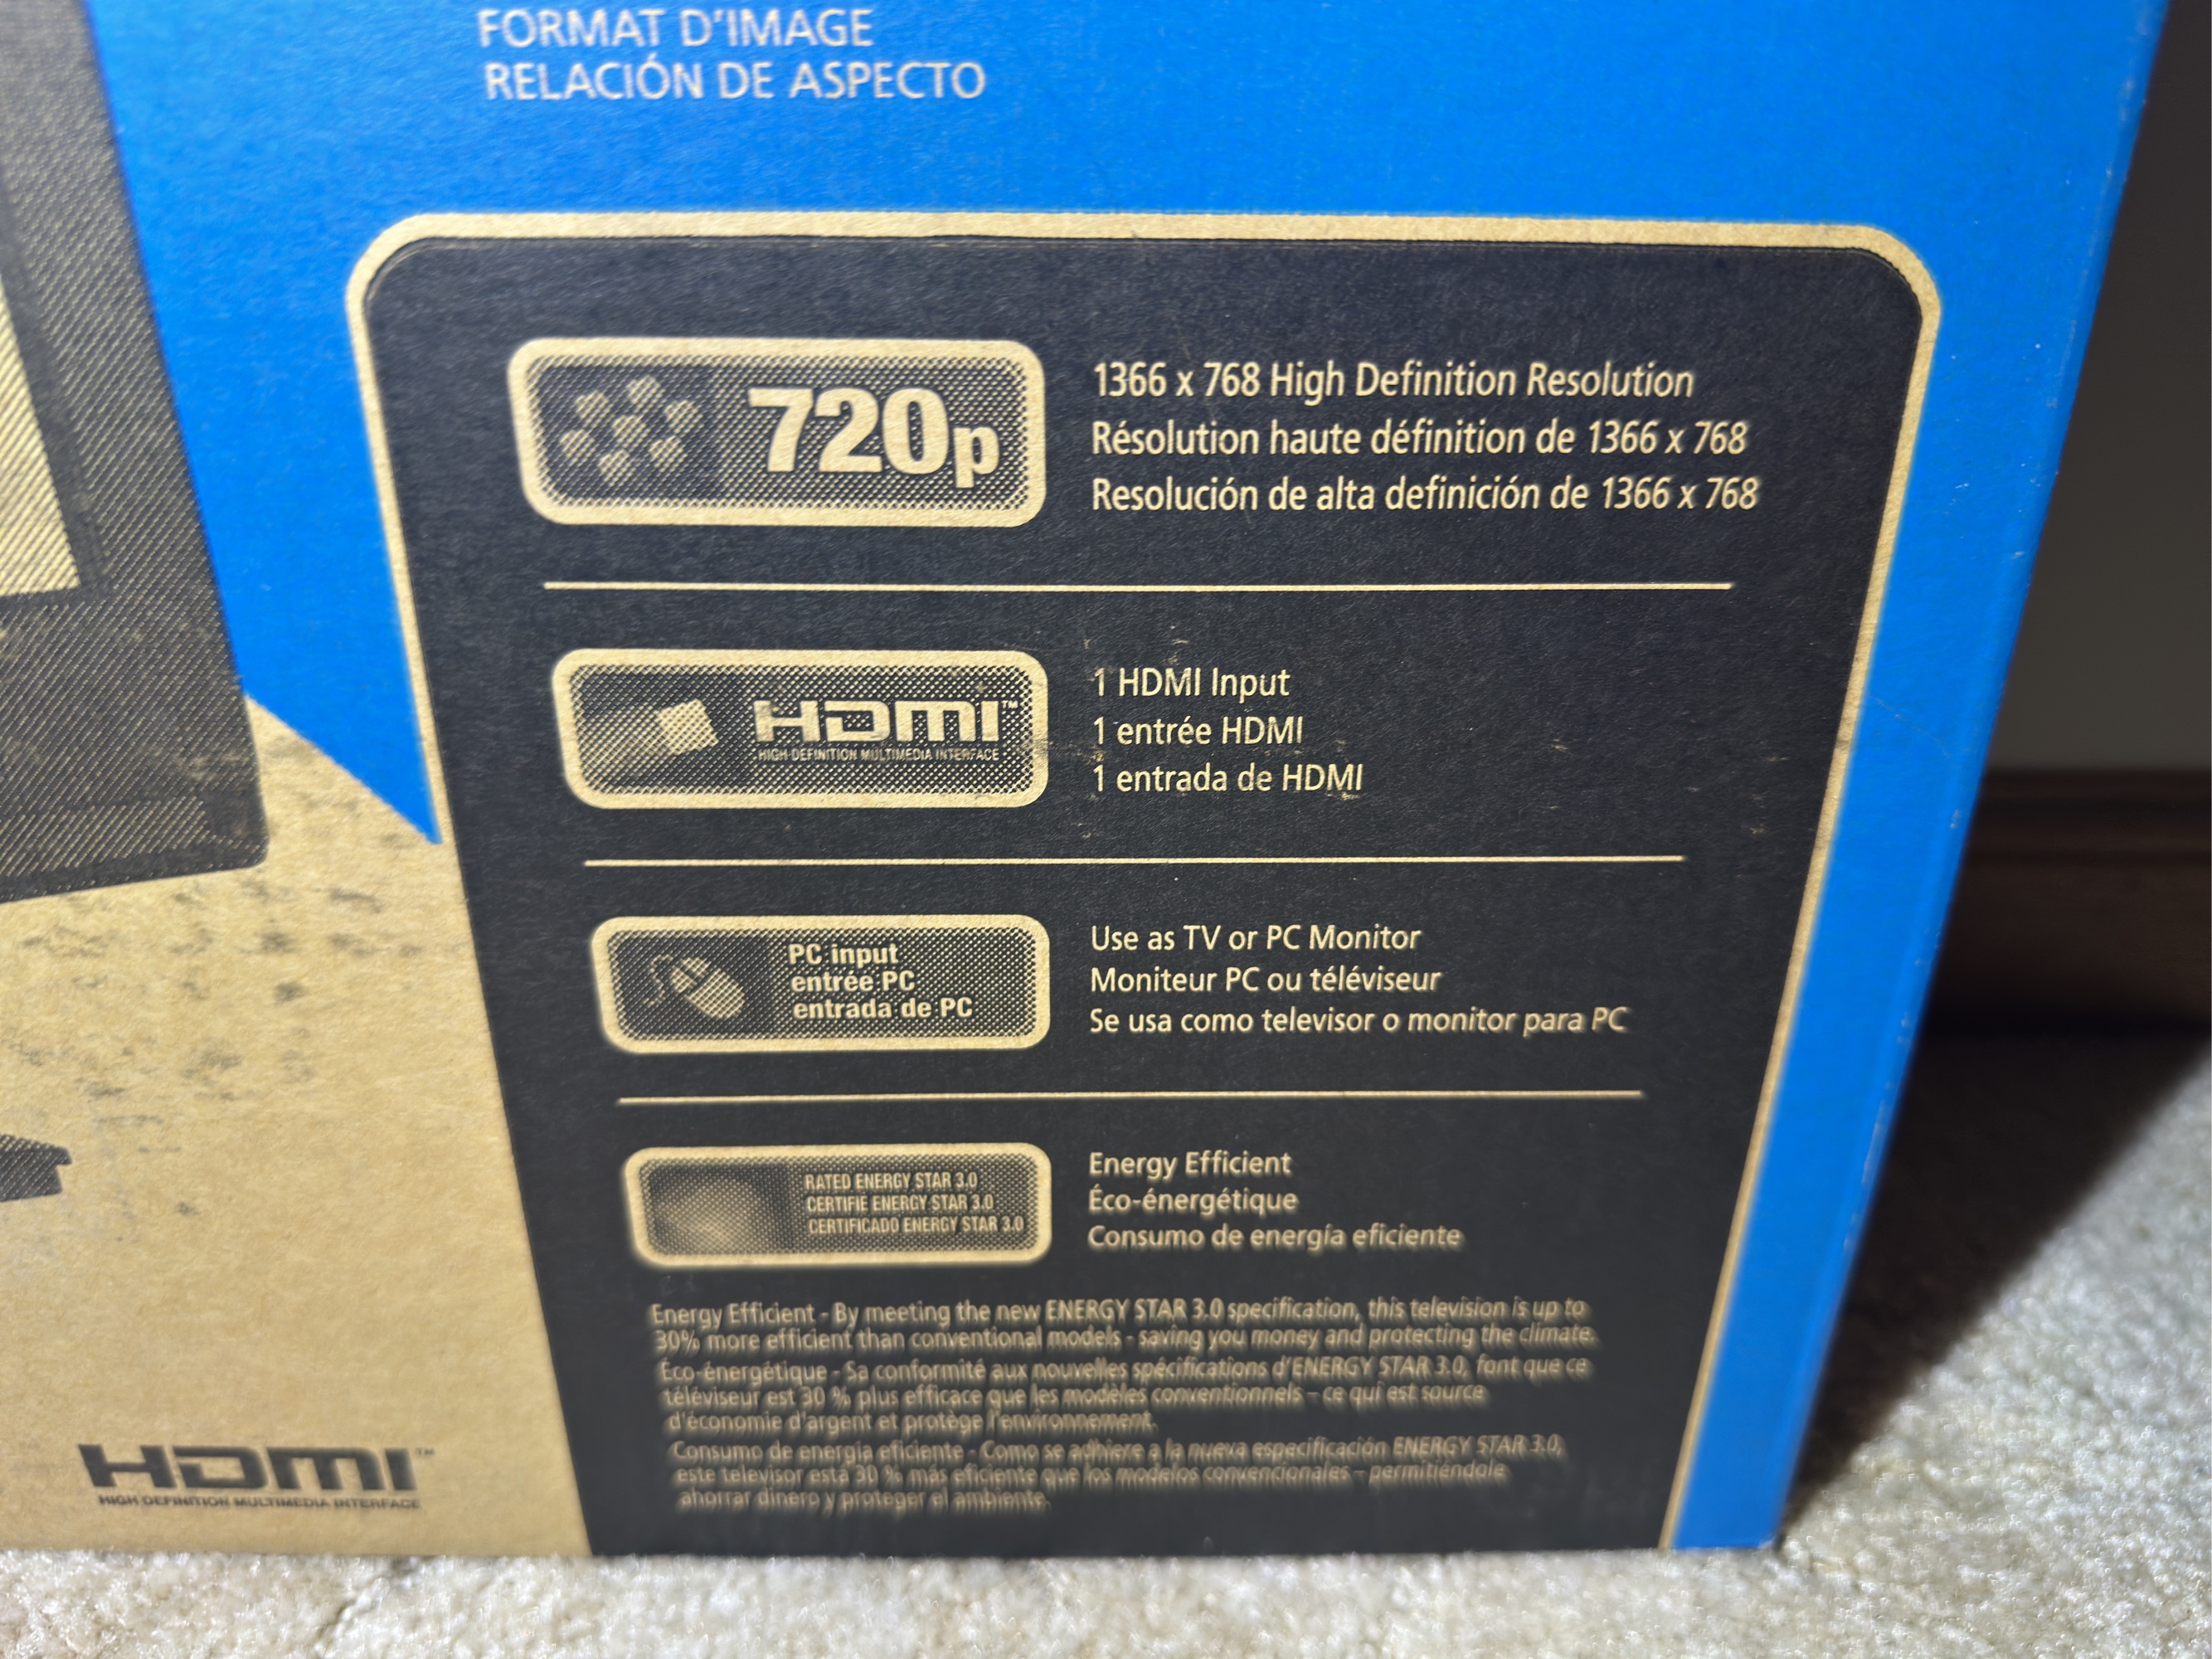 FORMAT D'IMAGE
RELACIÓN DE ASPECTO
720p
1366 x 768 High Definition Resolution
Résolution haute définition de 1366 x 768
Resolución de alta definición de 1366 x 768
HDMI™
HIGH-DEFINITION MULTIMEDIA INTERFACE
1 HDMI Input
1 entrée HDMI
1 entrada de HDMI
PC input
entrée PC
entrada de PC
Use as TV or PC Monitor
Moniteur PC ou téléviseur
Se usa como televisor o monitor para PC
RATED ENERGY STAR 3.0
CERTIFIÉ ENERGY STAR 3.0
CERTIFICADO ENERGY STAR 3.0
Energy Efficient
Éco-énergétique
Consumo de energía eficiente
Energy Efficient - By meeting the new ENERGY STAR 3.0 specification, this television is up to
30% more efficient than conventional models - saving you money and protecting the climate.
Éco-énergétique - Sa conformité aux nouvelles spécifications d'ENERGY STAR 3.0, font que ce
téléviseur est 30 % plus efficace que les modèles conventionnels – ce qui est source
d'économie d'argent et protège l'environnement.
Consumo de energía eficiente - Como se adhiere a la nueva especificación ENERGY STAR 3.0,
este televisor está 30 % más eficiente que los modelos convencionales – permitiéndole
ahorrar dinero y proteger el ambiente.
HDMI™
HIGH DEFINITION MULTIMEDIA INTERFACE